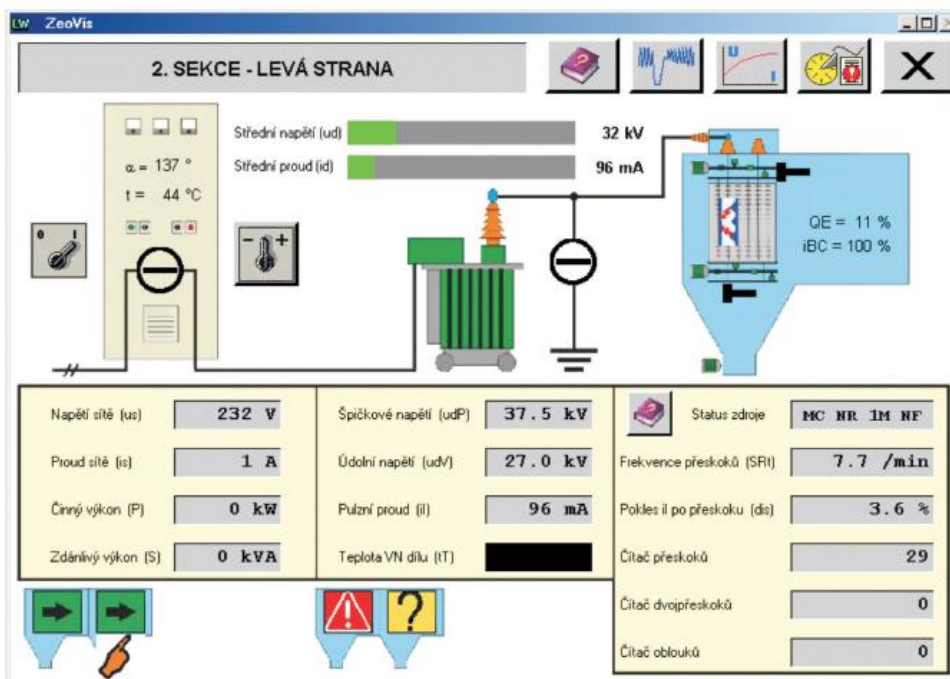 LW ZeoVis
2. SEKCE - LEVÁ STRANA
U
I
Střední napětí (ud) 32 kV
Střední proud (id) 96 mA
α = 137 °
t = 44 °C
0 I
- +
QE = 11 %
iBC = 100 %
Napětí sítě (us) 232 V
Proud sítě (is) 1 A
Činný výkon (P) 0 kW
Zdánlivý výkon (S) 0 kVA
Špičkové napětí (udP) 37.5 kV
Údolní napětí (udV) 27.0 kV
Pulzní proud (iI) 96 mA
Teplota VN dílu (tT)
Status zdroje MC NR 1M NF
Frekvence přeskoků (SRt) 7.7 /min
Pokles iI po přeskoku (dis) 3.6 %
Čítač přeskoků 29
Čítač dvojpřeskoků 0
Čítač oblouků 0